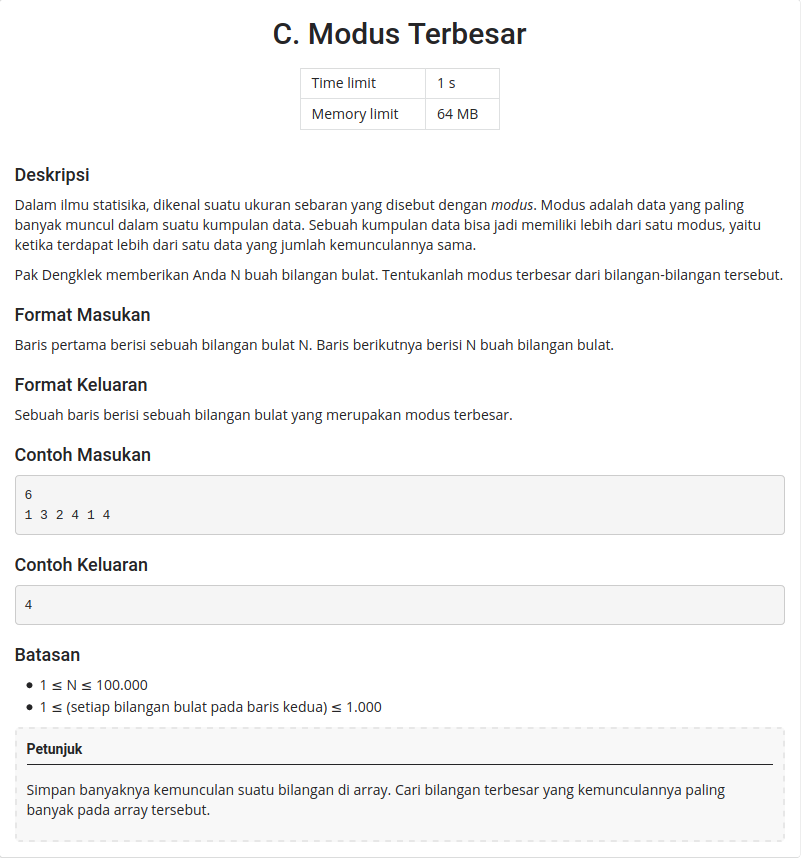 C. Modus Terbesar
Time limit 1 s
Memory limit 64 MB
Deskripsi
Dalam ilmu statisika, dikenal suatu ukuran sebaran yang disebut dengan modus. Modus adalah data yang paling
banyak muncul dalam suatu kumpulan data. Sebuah kumpulan data bisa jadi memiliki lebih dari satu modus, yaitu
ketika terdapat lebih dari satu data yang jumlah kemunculannya sama.
Pak Dengklek memberikan Anda N buah bilangan bulat. Tentukanlah modus terbesar dari bilangan-bilangan tersebut.
Format Masukan
Baris pertama berisi sebuah bilangan bulat N. Baris berikutnya berisi N buah bilangan bulat.
Format Keluaran
Sebuah baris berisi sebuah bilangan bulat yang merupakan modus terbesar.
Contoh Masukan
6
1 3 2 4 1 4
Contoh Keluaran
4
Batasan
• 1 ≤ N ≤ 100.000
• 1 ≤ (setiap bilangan bulat pada baris kedua) ≤ 1.000
Petunjuk
Simpan banyaknya kemunculan suatu bilangan di array. Cari bilangan terbesar yang kemunculannya paling
banyak pada array tersebut.